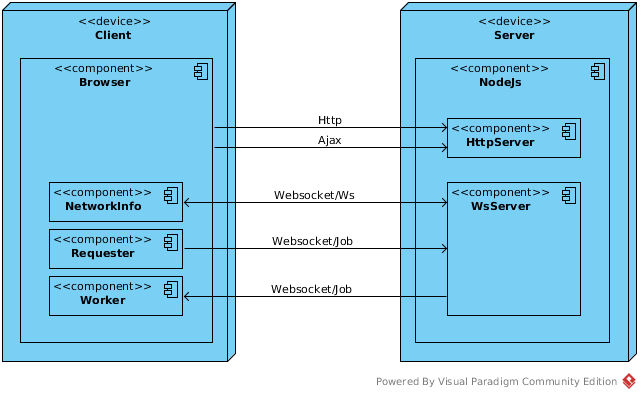 <<device>>
Client
<<component>>
Browser
<<component>>
NetworkInfo
<<component>>
Requester
<<component>>
Worker
Http
Ajax
Websocket/Ws
Websocket/Job
Websocket/Job
<<device>>
Server
<<component>>
NodeJs
<<component>>
HttpServer
<<component>>
WsServer
Powered By Visual Paradigm Community Edition